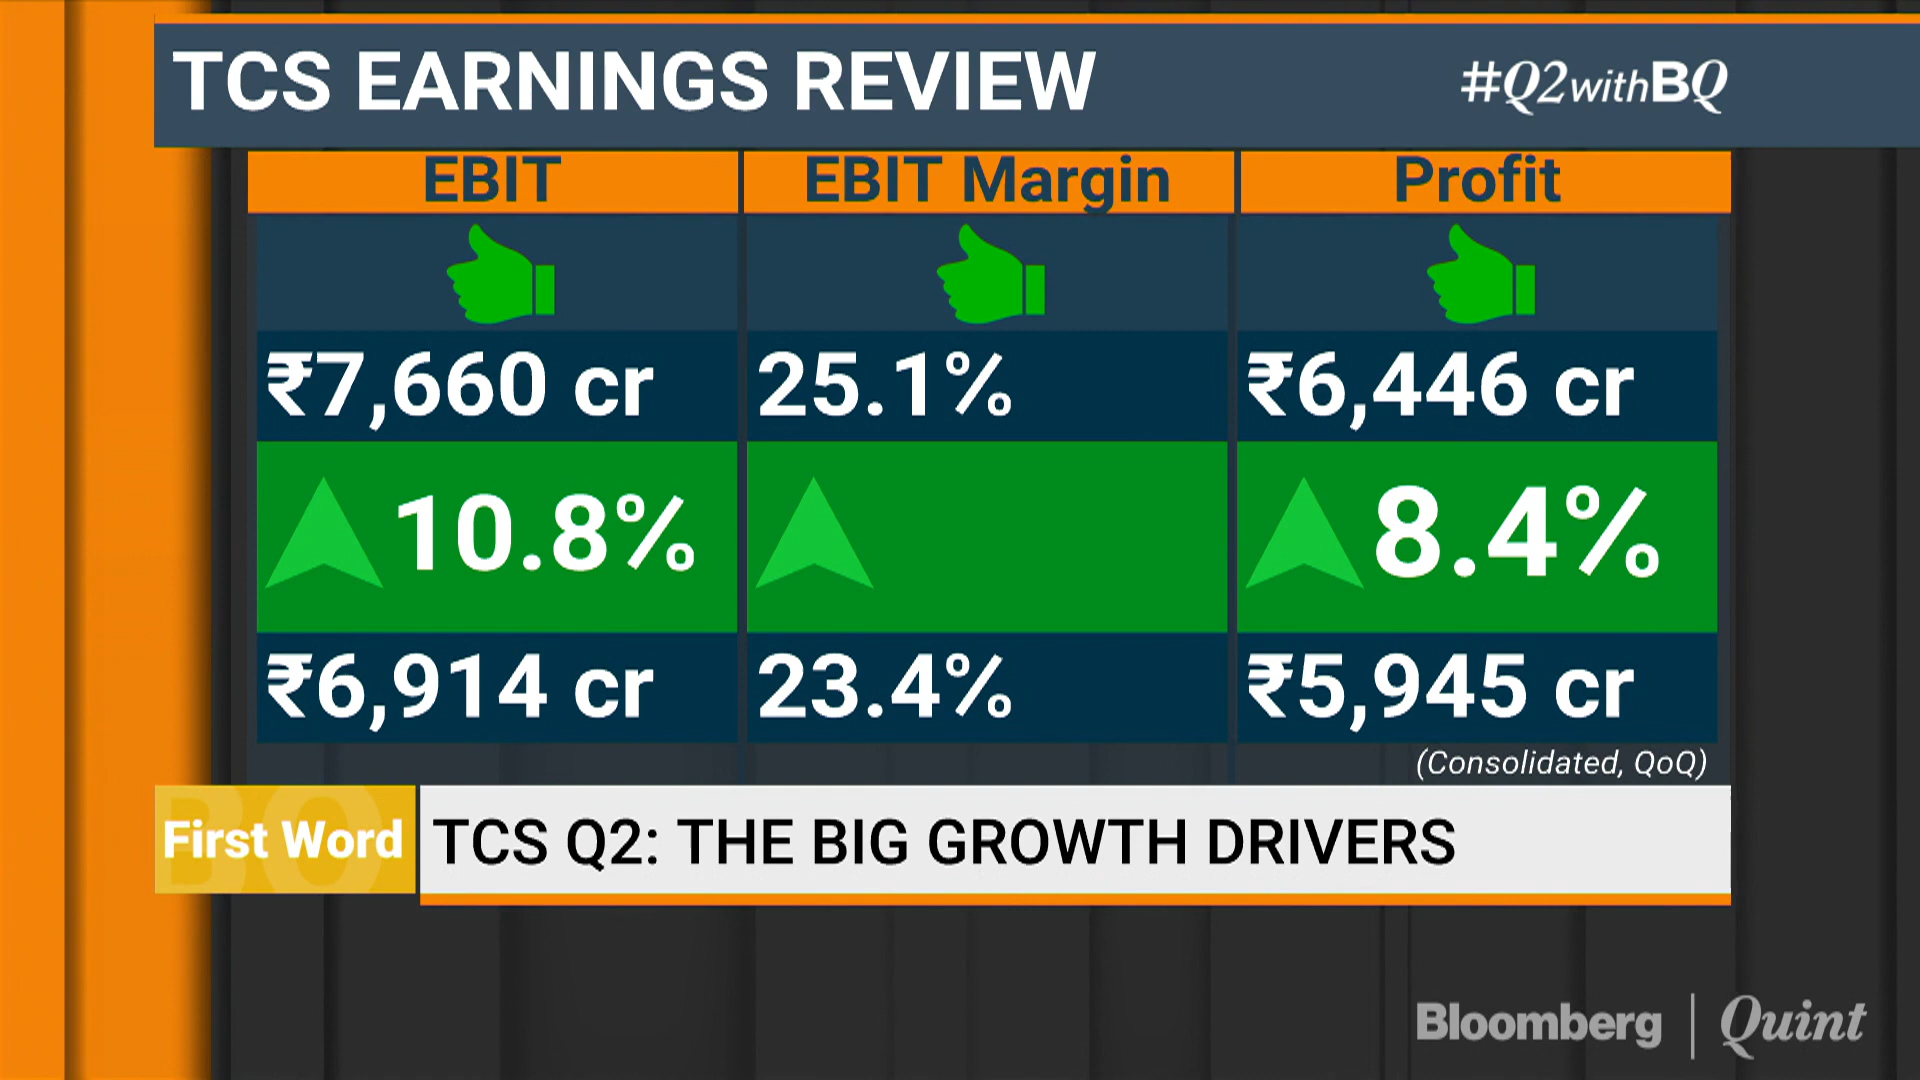 TCS EARNINGS REVIEW
#Q2withBQ
EBIT EBIT Margin Profit
₹7,660 cr 25.1% ₹6,446 cr
10.8% 8.4%
₹6,914 cr 23.4% ₹5,945 cr
(Consolidated, QoQ)
First Word
TCS Q2: THE BIG GROWTH DRIVERS
Bloomberg | Quint